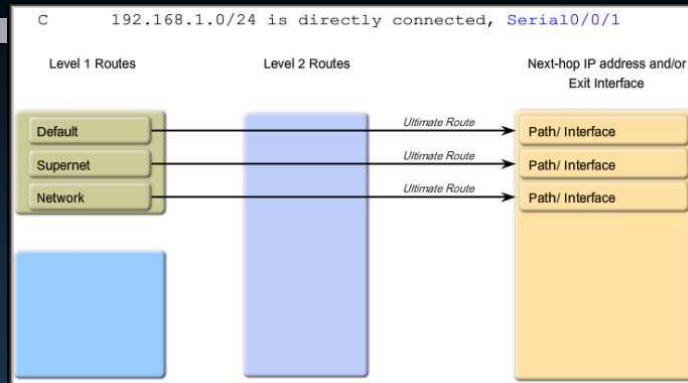 C 192.168.1.0/24 is directly connected, Serial0/0/1
Level 1 Routes
Level 2 Routes
Next-hop IP address and/or
Exit Interface
Default
Ultimate Route
Path/ Interface
Supernet
Ultimate Route
Path/ Interface
Network
Ultimate Route
Path/ Interface